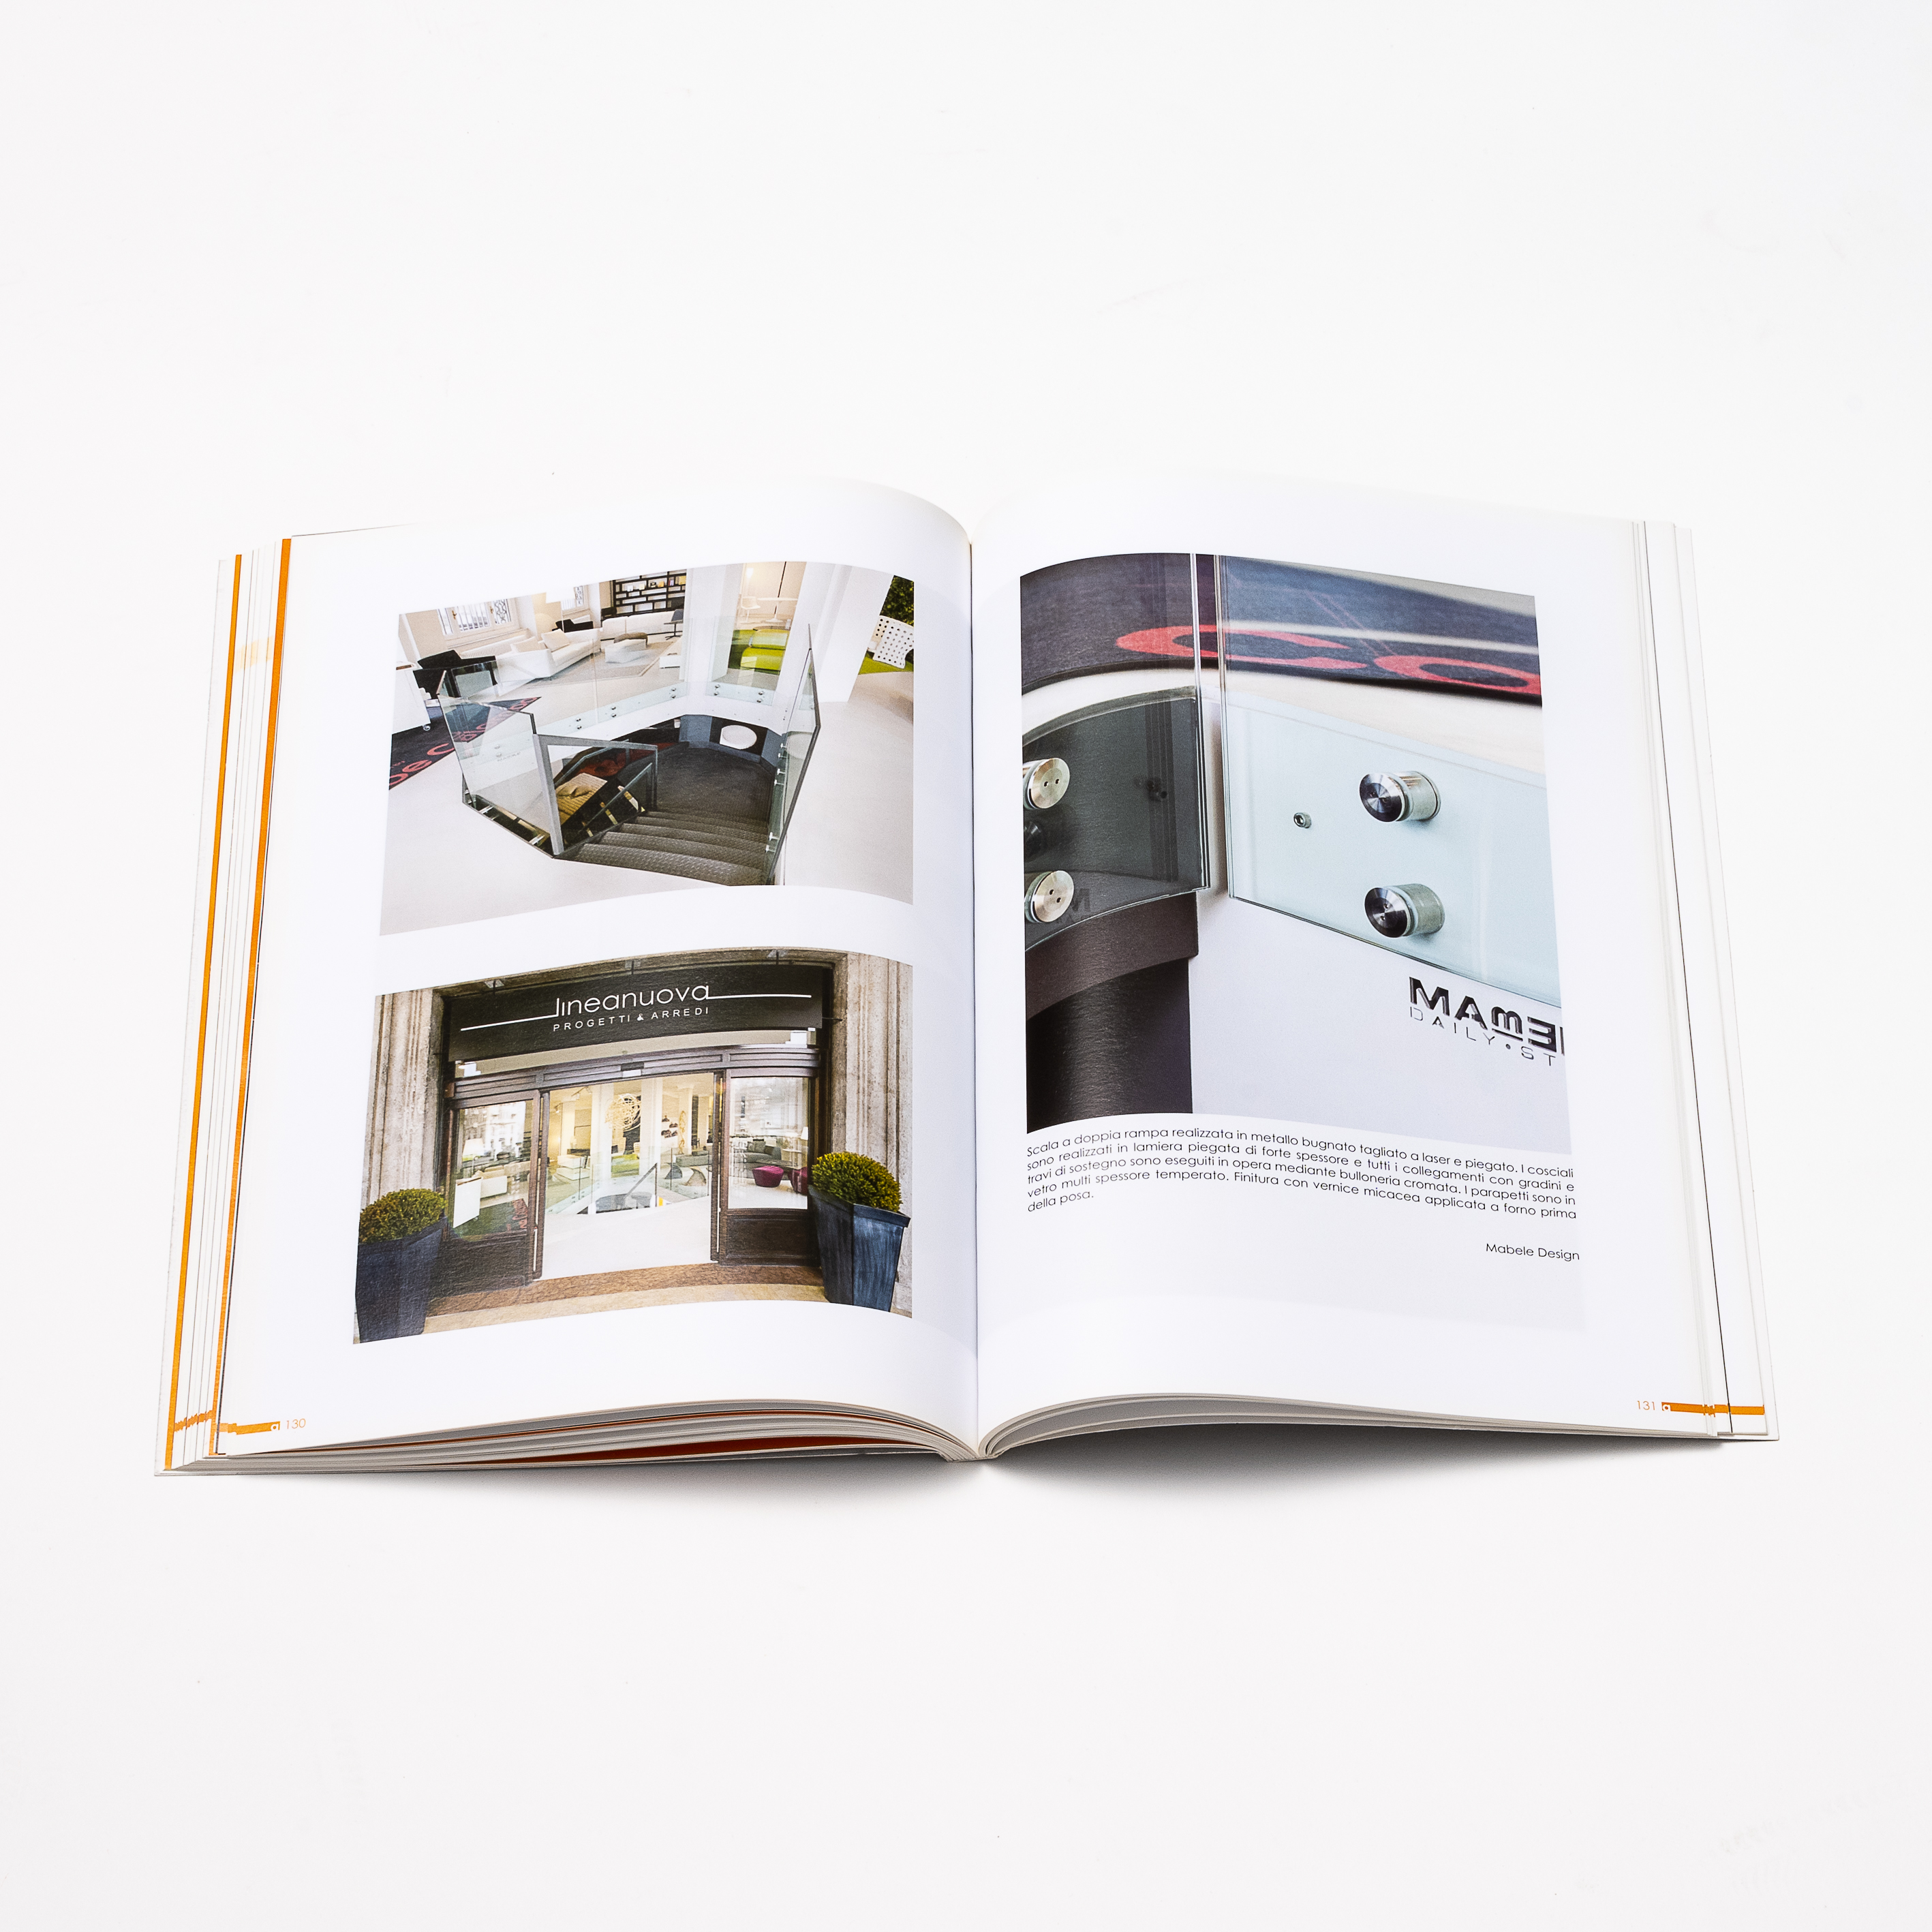 lineanuova
PROGETTI & ARREDI
130
Co
MAmE
DAILY•ST
Scala a doppia rampa realizzata in metallo bugnato tagliato a laser e piegato. I cosciali
sono realizzati in lamiera piegata di forte spessore e tutti i collegamenti con gradini e
travi di sostegno sono eseguiti in opera mediante bulloneria cromata. I parapetti sono in
vetro multi spessore temperato. Finitura con vernice micacea applicata a forno prima
della posa.
Mabele Design
131